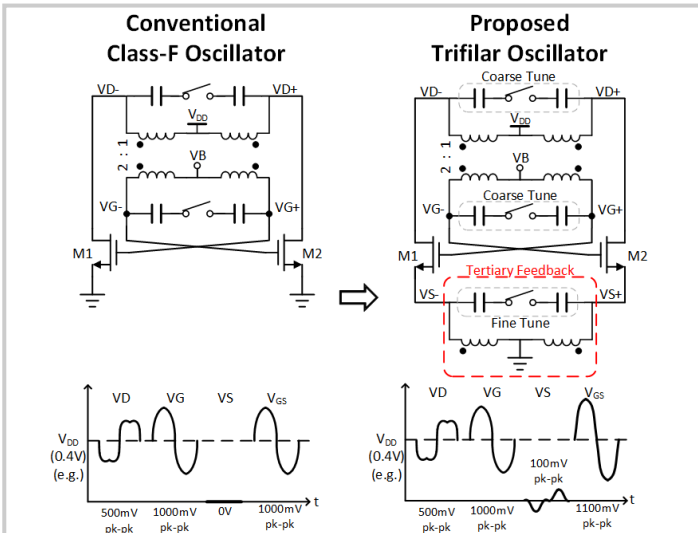 Conventional
Class-F Oscillator
VD-
VD+
VDD
2 : 1
VB
VG-
VG+
M1
M2
VD
VG
VS
VGS
VDD
(0.4V)
(e.g.)
t
500mV
pk-pk
1000mV
pk-pk
0V
1000mV
pk-pk
Proposed
Trifilar Oscillator
Coarse Tune
VD-
VD+
VDD
2 : 1
VB
Coarse Tune
VG-
VG+
M1
M2
Tertiary Feedback
VS-
VS+
Fine Tune
VD
VG
VS
VGS
VDD
(0.4V)
(e.g.)
100mV
pk-pk
t
500mV
pk-pk
1000mV
pk-pk
1100mV
pk-pk